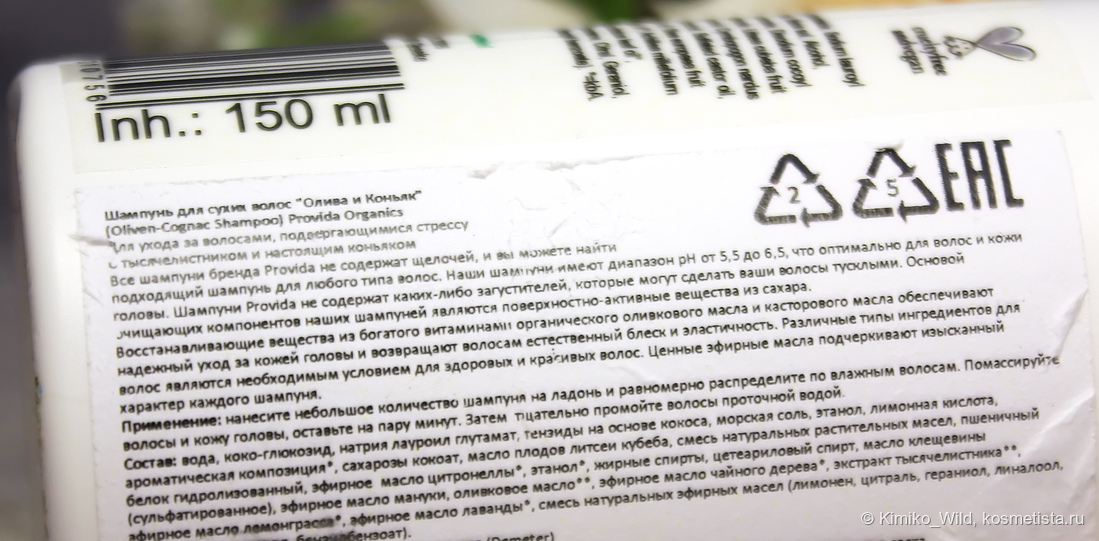 Inh.: 150 ml
2 5 EAC
Шампунь для сухих волос "Олива и Коньяк"
(Oliven-Cognac Shampoo) Provida Organics
Для ухода за волосами, подвергающимися стрессу
с тысячелистником и настоящим коньяком
Все шампуни бренда Provida не содержат щелочей, и вы можете найти
подходящий шампунь для любого типа волос. Наши шампуни имеют диапазон pH от 5,5 до 6,5, что оптимально для волос и кожи
головы. Шампуни Provida не содержат каких-либо загустителей, которые могут сделать ваши волосы тусклыми. Основой
очищающих компонентов наших шампуней являются поверхностно-активные вещества из сахара.
Восстанавливающие вещества из богатого витаминами органического оливкового масла и касторового масла обеспечивают
надежный уход за кожей головы и возвращают волосам естественный блеск и эластичность. Различные типы ингредиентов для
волос являются необходимым условием для здоровых и красивых волос. Ценные эфирные масла подчеркивают изысканный
характер каждого шампуня.
Применение: нанесите небольшое количество шампуня на ладонь и равномерно распределите по влажным волосам. Помассируйте
волосы и кожу головы, оставьте на пару минут. Затем тщательно промойте волосы проточной водой.
Состав: вода, коко-глюкозид, натрия лауроил глутамат, тензиды на основе кокоса, морская соль, этанол, лимонная кислота,
ароматическая композиция*, сахарозы кокоат, масло плодов литсеи кубеба, смесь натуральных растительных масел, пшеничный
белок гидролизованный, эфирное масло цитронеллы*, этанол*, жирные спирты, цетеариловый спирт, масло клещевины
(сульфатированное), эфирное масло мануки, оливковое масло**, эфирное масло чайного дерева*, экстракт тысячелистника**,
эфирное масло лемонграсса*, эфирное масло лаванды*, смесь натуральных эфирных масел (лимонен, цитраль, гераниол, линалоол,
бензилбензоат).
(Demeter)
© Kimiko_Wild, kosmetista.ru